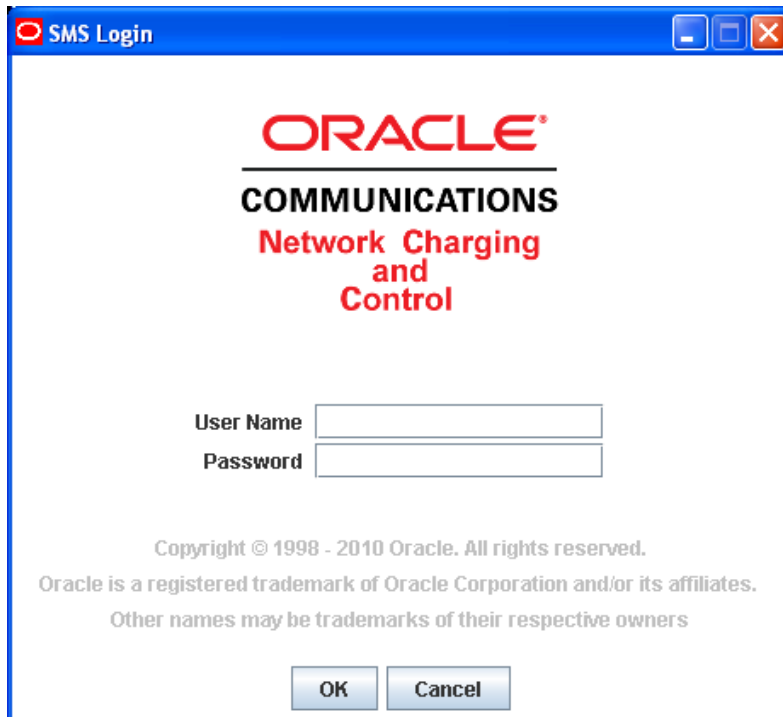 SMS Login
ORACLE®
COMMUNICATIONS
Network Charging
and
Control
User Name
Password
Copyright © 1998 - 2010 Oracle. All rights reserved.
Oracle is a registered trademark of Oracle Corporation and/or its affiliates.
Other names may be trademarks of their respective owners
OK Cancel